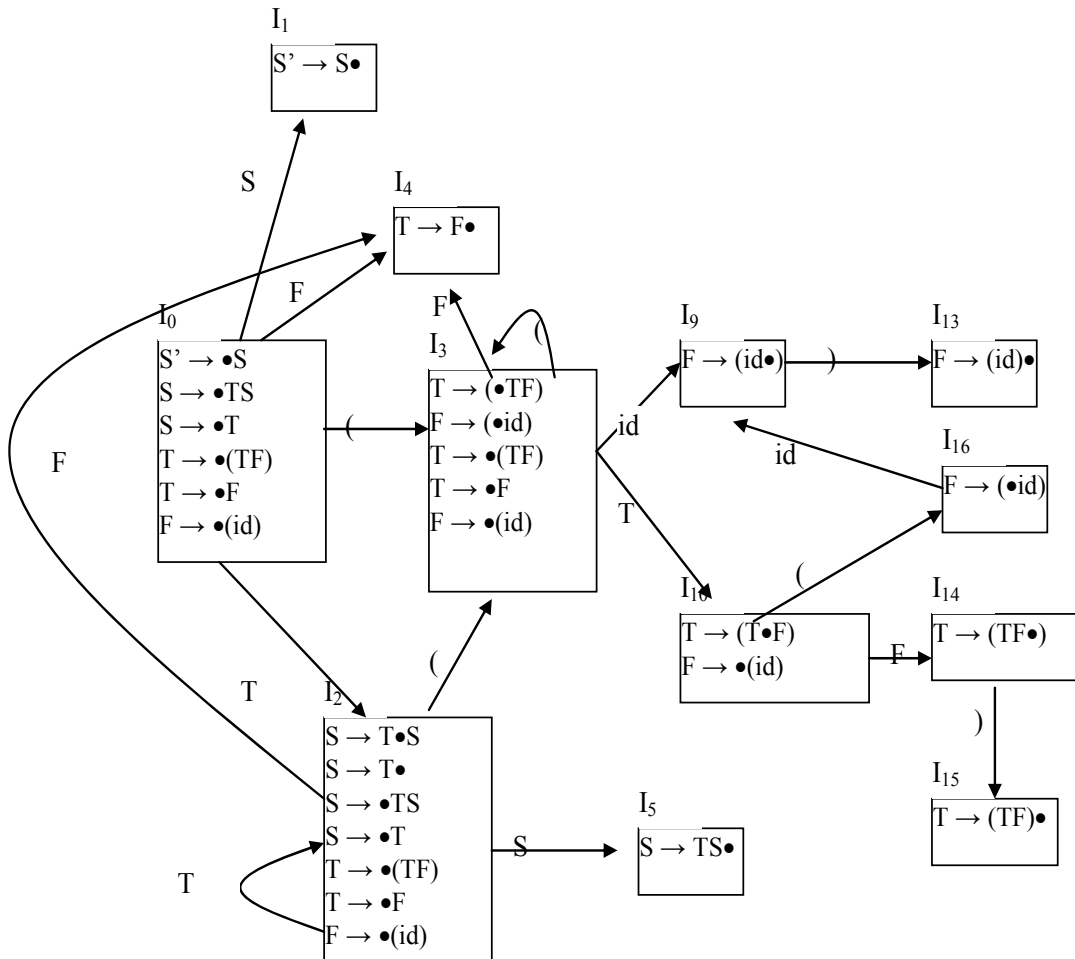 I1
S’ → S●
S
I4
T → F●
F
I0
S’ → ●S
S → ●TS
S → ●T
T → ●(TF)
T → ●F
F → ●(id)
(
F
(
I3
T → (●TF)
F → (●id)
T → ●(TF)
T → ●F
F → ●(id)
I9
F → (id●)
)
I13
F → (id)●
id
id
I16
F → (●id)
T
(
I10
T → (T●F)
F → ●(id)
F
I14
T → (TF●)
)
I15
T → (TF)●
F
T
(
I2
S → T●S
S → T●
S → ●TS
S → ●T
T → ●(TF)
T → ●F
F → ●(id)
T
S
I5
S → TS●